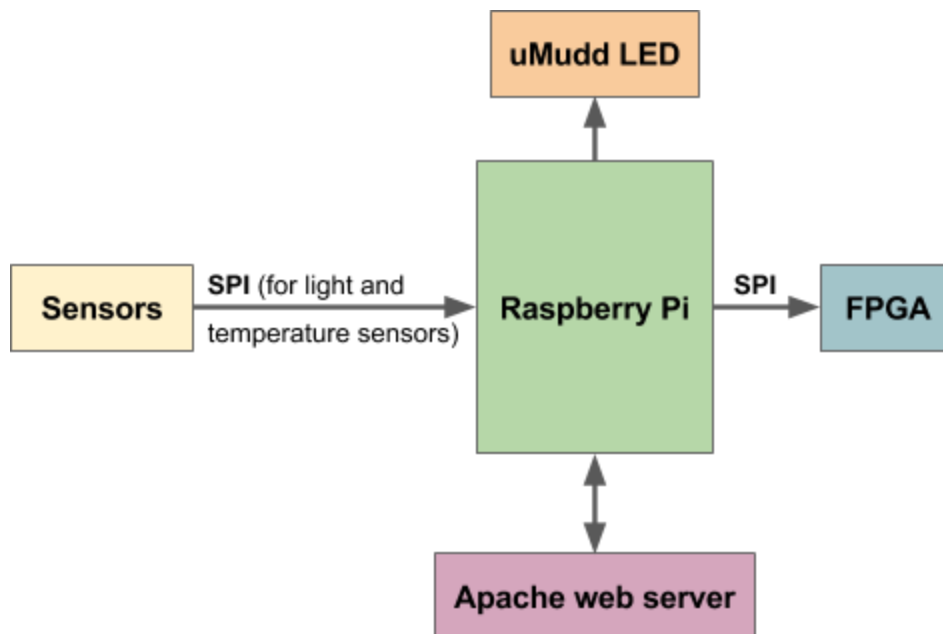 uMudd LED
Sensors
SPI (for light and
temperature sensors)
Raspberry Pi
SPI
FPGA
Apache web server